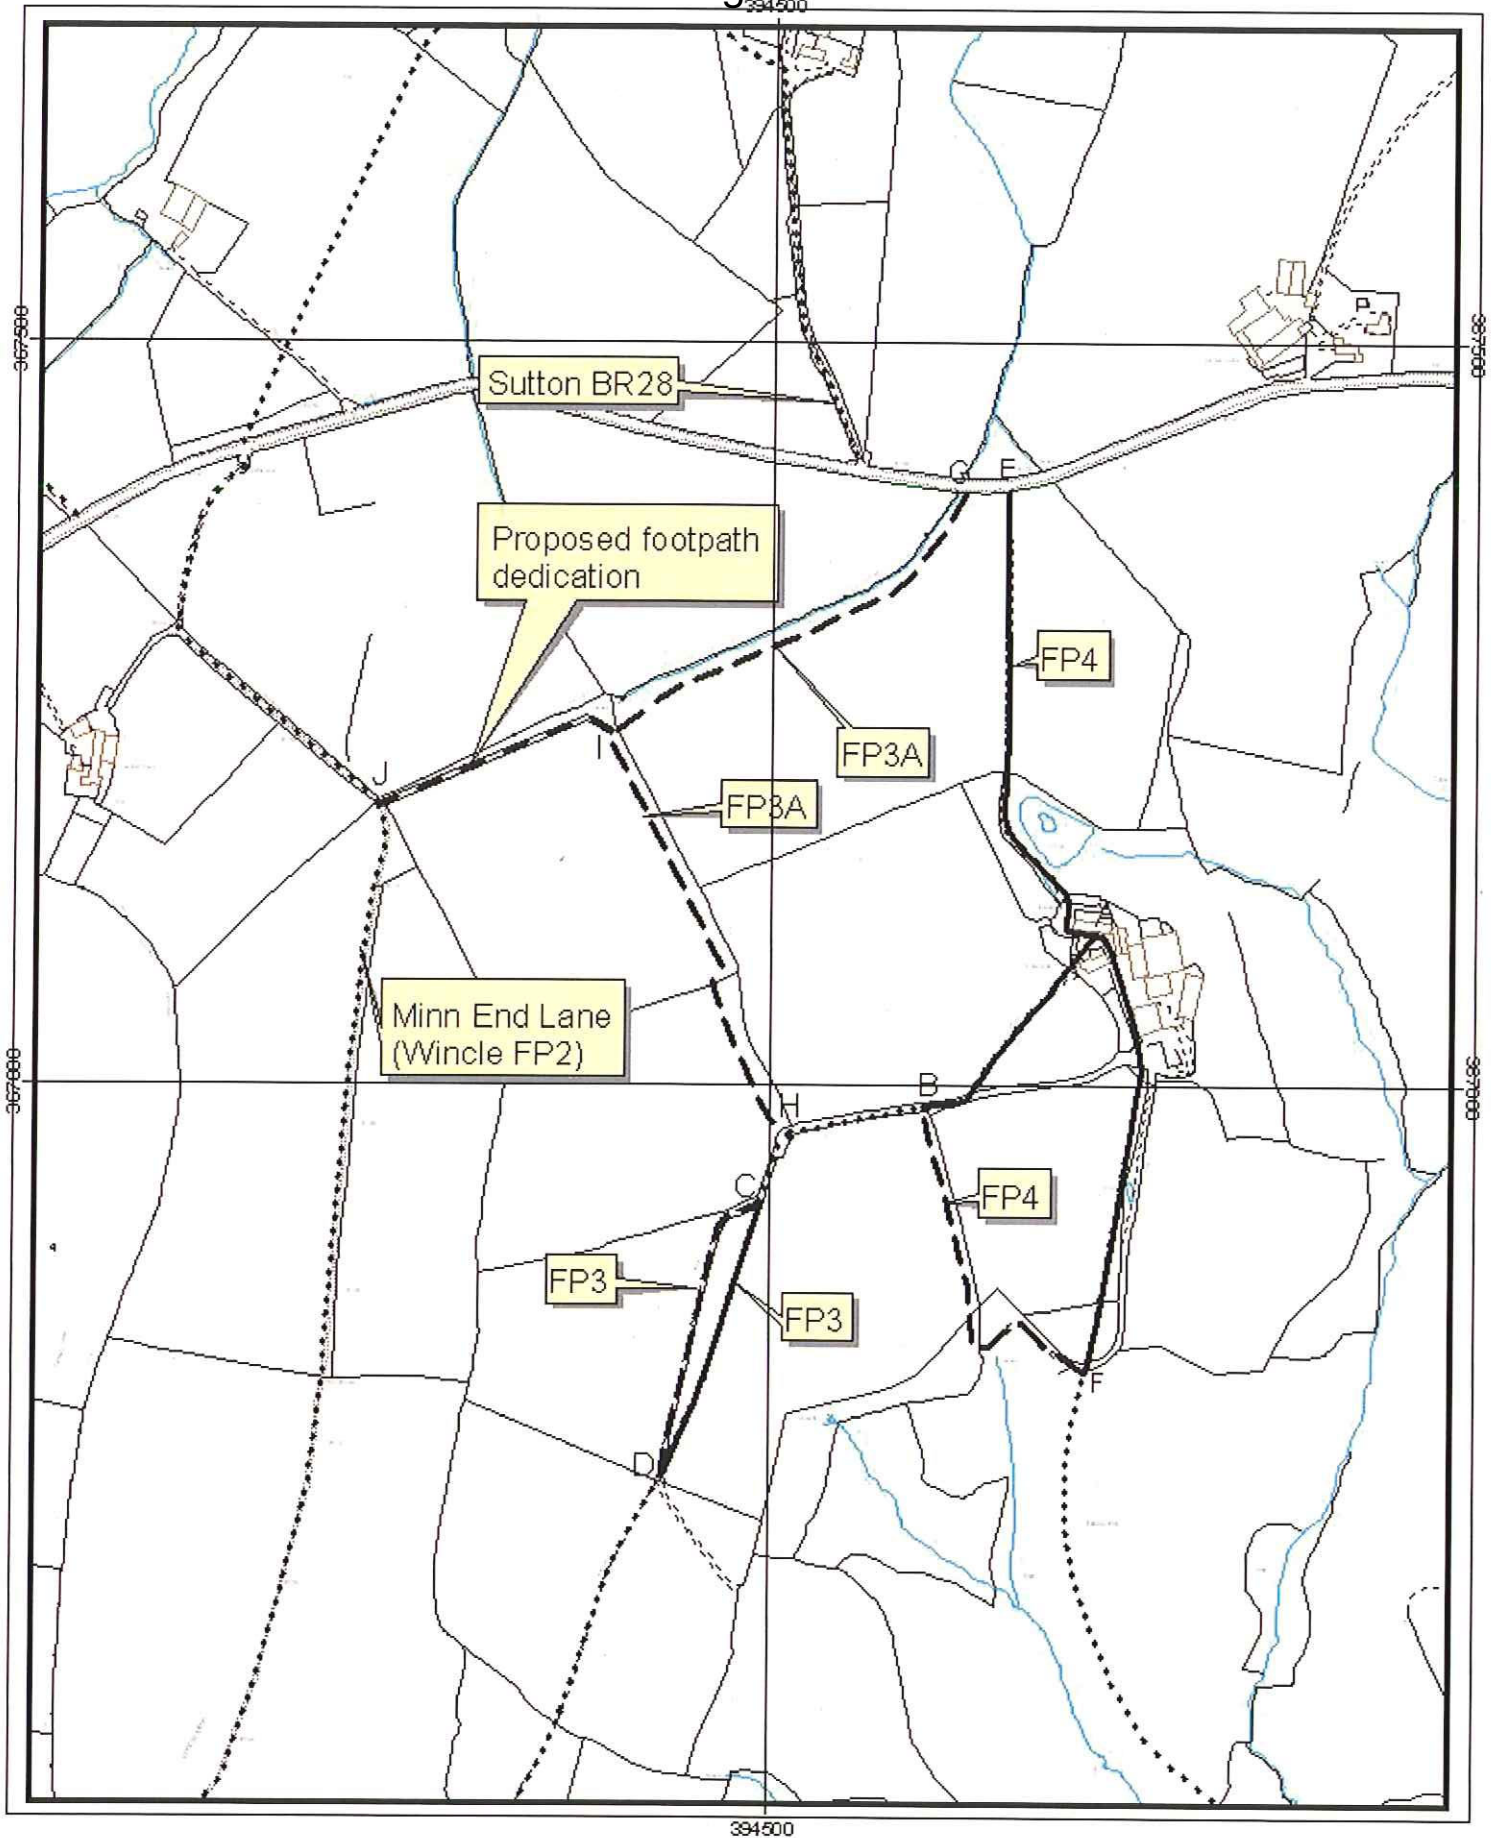 394500
367500
367500
Sutton BR28
G
E
Proposed footpath
dedication
FP4
I
FP3A
J
FP3A
Minn End Lane
(Wincle FP2)
367000
367000
B
H
C
FP4
FP3
FP3
F
D
394500